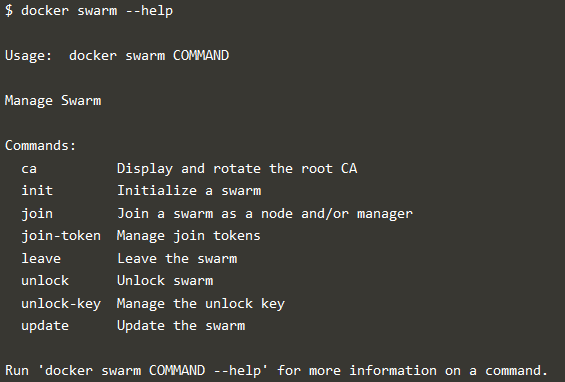 $ docker swarm --help
Usage:  docker swarm COMMAND
Manage Swarm
Commands:
  ca          Display and rotate the root CA
  init        Initialize a swarm
  join        Join a swarm as a node and/or manager
  join-token  Manage join tokens
  leave       Leave the swarm
  unlock      Unlock swarm
  unlock-key  Manage the unlock key
  update      Update the swarm
Run 'docker swarm COMMAND --help' for more information on a command.